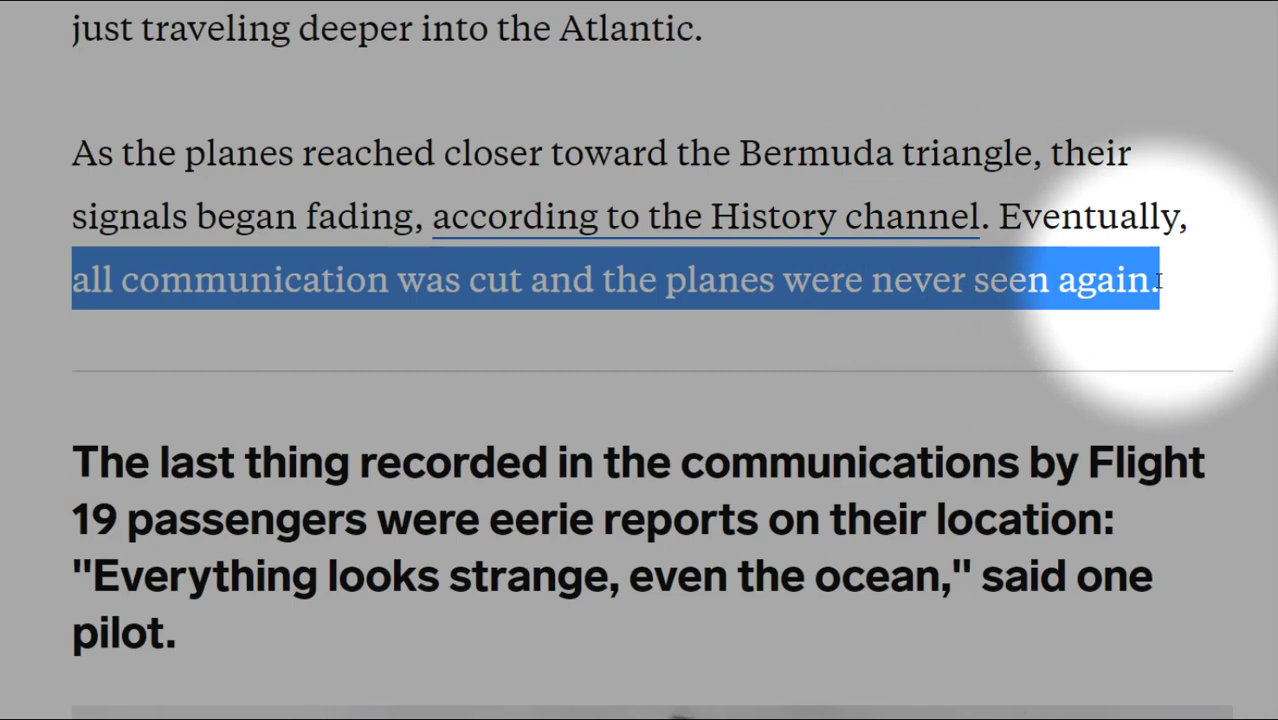 just traveling deeper into the Atlantic.
As the planes reached closer toward the Bermuda triangle, their
signals began fading, according to the History channel. Eventually,
all communication was cut and the planes were never seen again.
The last thing recorded in the communications by Flight
19 passengers were eerie reports on their location:
"Everything looks strange, even the ocean," said one
pilot.